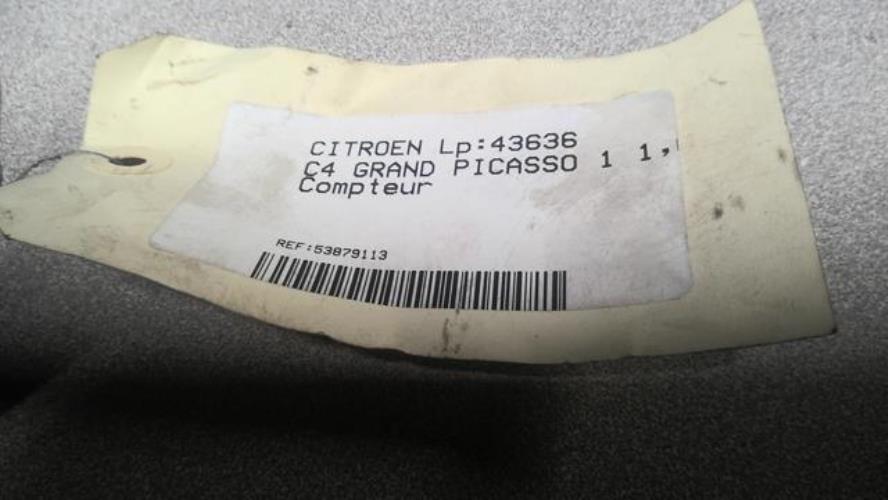 CITROEN Lp:43636
C4 GRAND PICASSO 1 1,
Compteur
REF:53879113